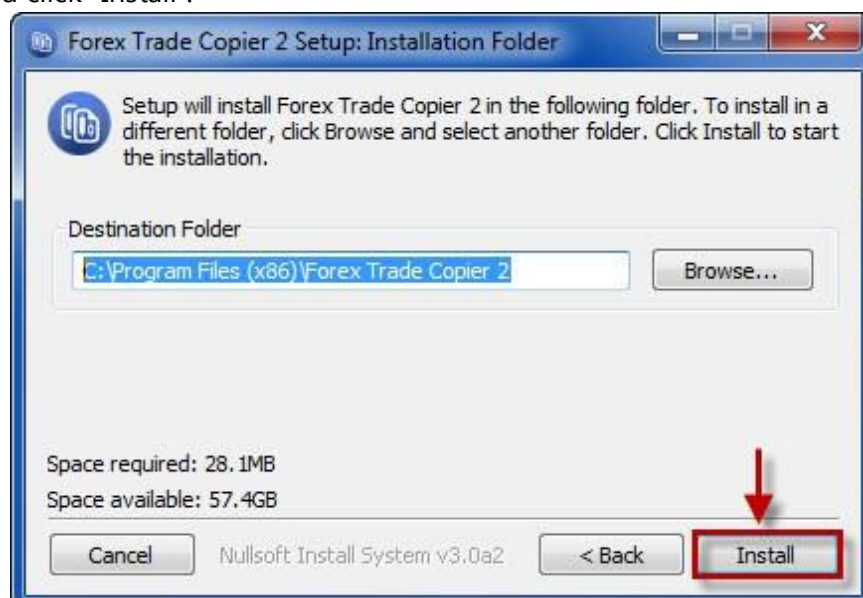 click "Install".
Forex Trade Copier 2 Setup: Installation Folder
Setup will install Forex Trade Copier 2 in the following folder. To install in a
different folder, click Browse and select another folder. Click Install to start
the installation.
Destination Folder
C:\Program Files (x86)\Forex Trade Copier 2
Browse...
Space required: 28.1MB
Space available: 57.4GB
Cancel
Nullsoft Install System v3.0a2
< Back
Install